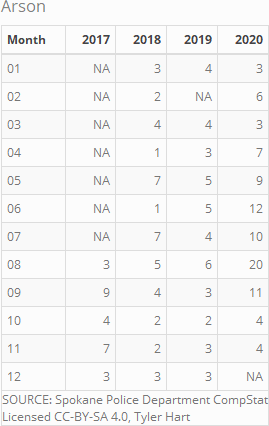 Arson
Month 2017 2018 2019 2020
01 NA 3 4 3
02 NA 2 NA 6
03 NA 4 4 3
04 NA 1 3 7
05 NA 7 5 9
06 NA 1 5 12
07 NA 7 4 10
08 3 5 6 20
09 9 4 3 11
10 4 2 2 4
11 7 2 3 4
12 3 3 3 NA
SOURCE: Spokane Police Department CompStat
Licensed CC-BY-SA 4.0, Tyler Hart